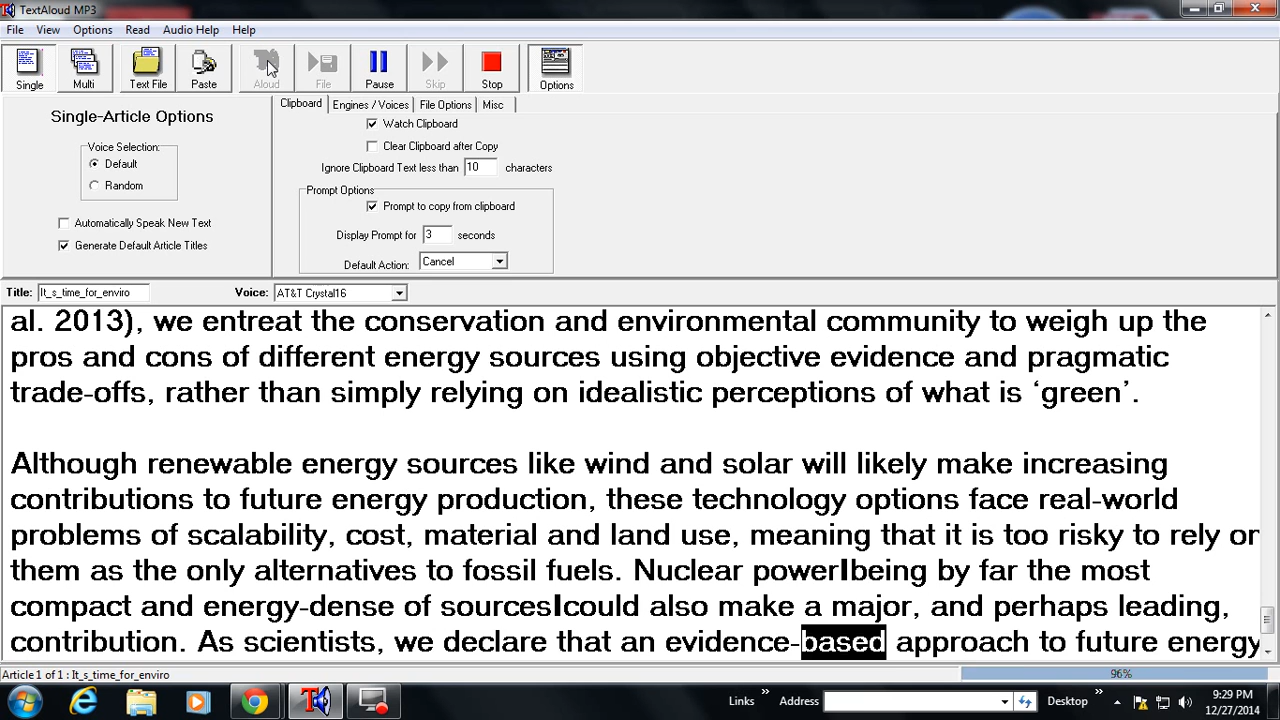 TextAloud MP3
File View Options Read Audio Help Help
Single Multi Text File Paste Aloud File Pause Skip Stop Options
Single-Article Options
Voice Selection:
Default
Random
Automatically Speak New Text
Generate Default Article Titles
Clipboard Engines / Voices File Options Misc
Watch Clipboard
Clear Clipboard after Copy
Ignore Clipboard Text less than 10 characters
Prompt Options
Prompt to copy from clipboard
Display Prompt for 3 seconds
Default Action: Cancel
Title: It_s_time_for_enviro Voice: AT&T Crystal16
al. 2013), we entreat the conservation and environmental community to weigh up the
pros and cons of different energy sources using objective evidence and pragmatic
trade-offs, rather than simply relying on idealistic perceptions of what is ‘green’.
Although renewable energy sources like wind and solar will likely make increasing
contributions to future energy production, these technology options face real-world
problems of scalability, cost, material and land use, meaning that it is too risky to rely on
them as the only alternatives to fossil fuels. Nuclear power|being by far the most
compact and energy-dense of sources|could also make a major, and perhaps leading,
contribution. As scientists, we declare that an evidence-based approach to future energy
Article 1 of 1 : It_s_time_for_enviro 96%
Links » Address Desktop » 9:29 PM
12/27/2014